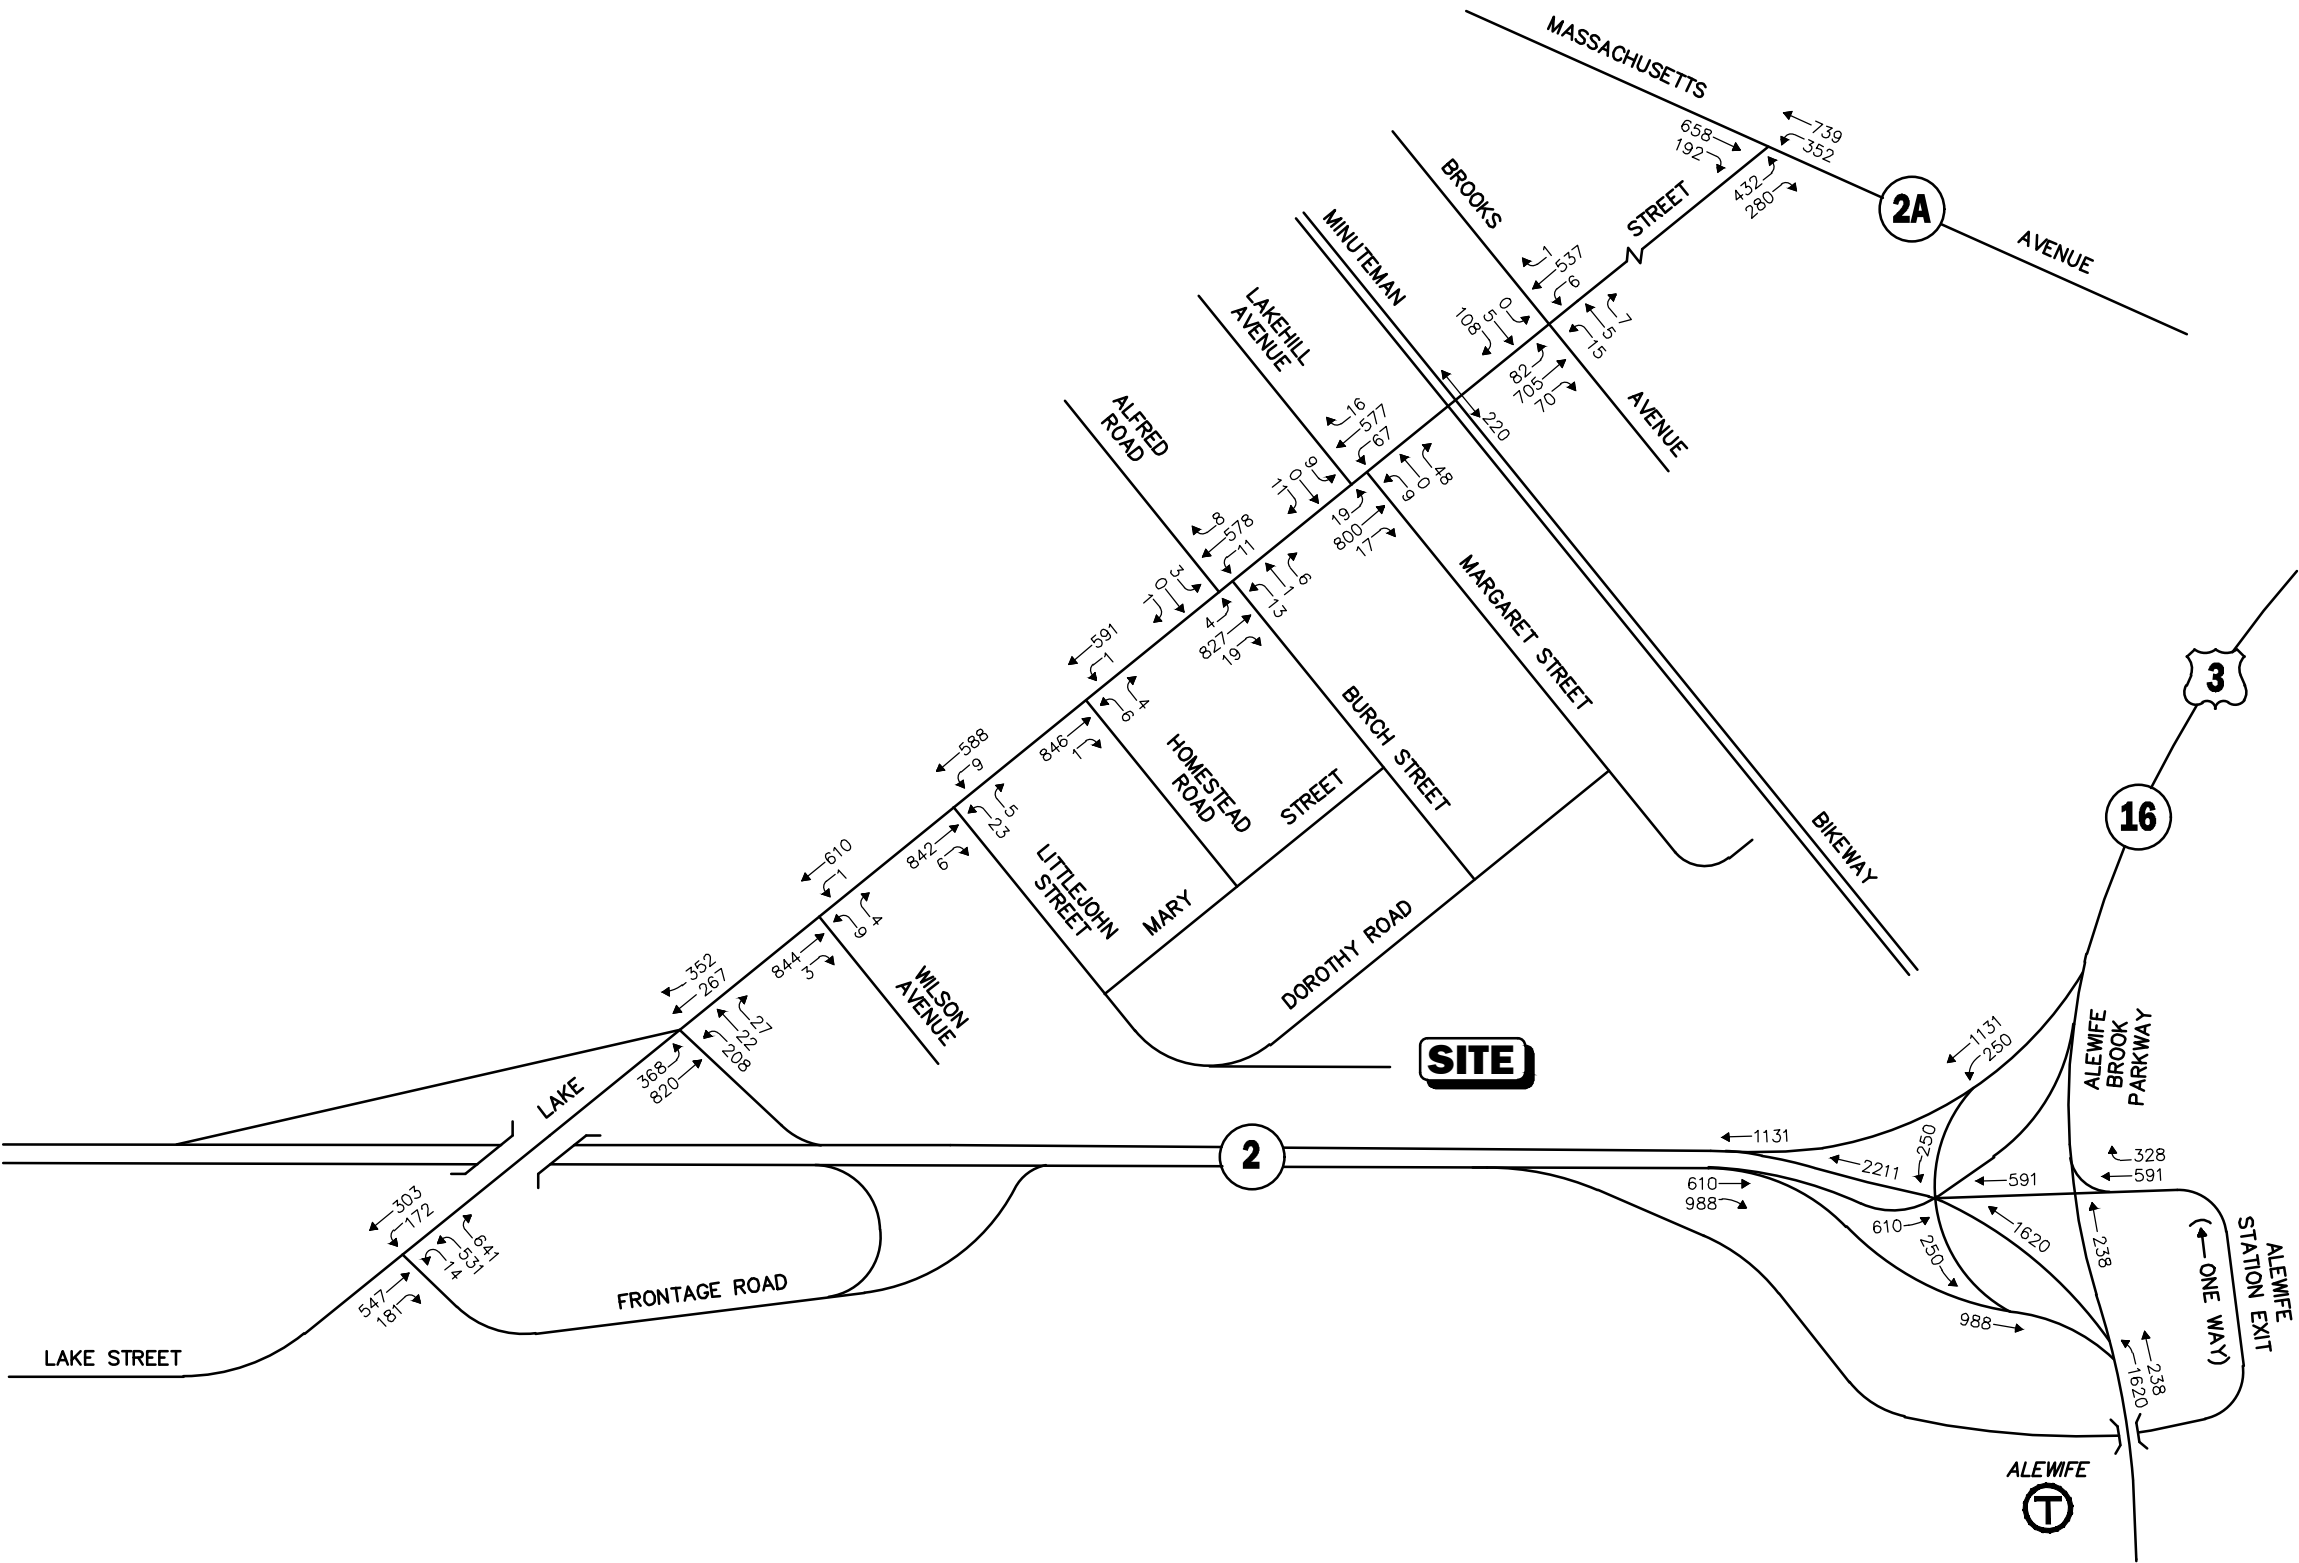 MASSACHUSETTS
739
352
658
192
432
280
2A
AVENUE
BROOKS
STREET
MINUTEMAN
1
537
6
0
5
108
7
5
15
82
705
70
AVENUE
220
LAKEHILL
AVENUE
16
577
67
9
0
11
48
0
9
19
800
17
ALFRED
ROAD
8
578
11
3
0
1
6
1
13
4
827
19
MARGARET STREET
3
591
1
4
6
846
1
BURCH STREET
HOMESTEAD
ROAD
588
9
5
23
842
6
STREET
16
BIKEWAY
LITTLEJOHN
STREET
MARY
610
1
4
9
844
3
WILSON
AVENUE
DOROTHY ROAD
352
267
27
22
208
368
820
SITE
LAKE
1131
250
ALEWIFE
BROOK
PARKWAY
2
1131
2211
250
591
328
591
610
988
610
250
1620
238
988
ALEWIFE
STATION EXIT
(← ONE WAY)
303
172
641
531
14
547
181
FRONTAGE ROAD
LAKE STREET
238
1620
ALEWIFE
T